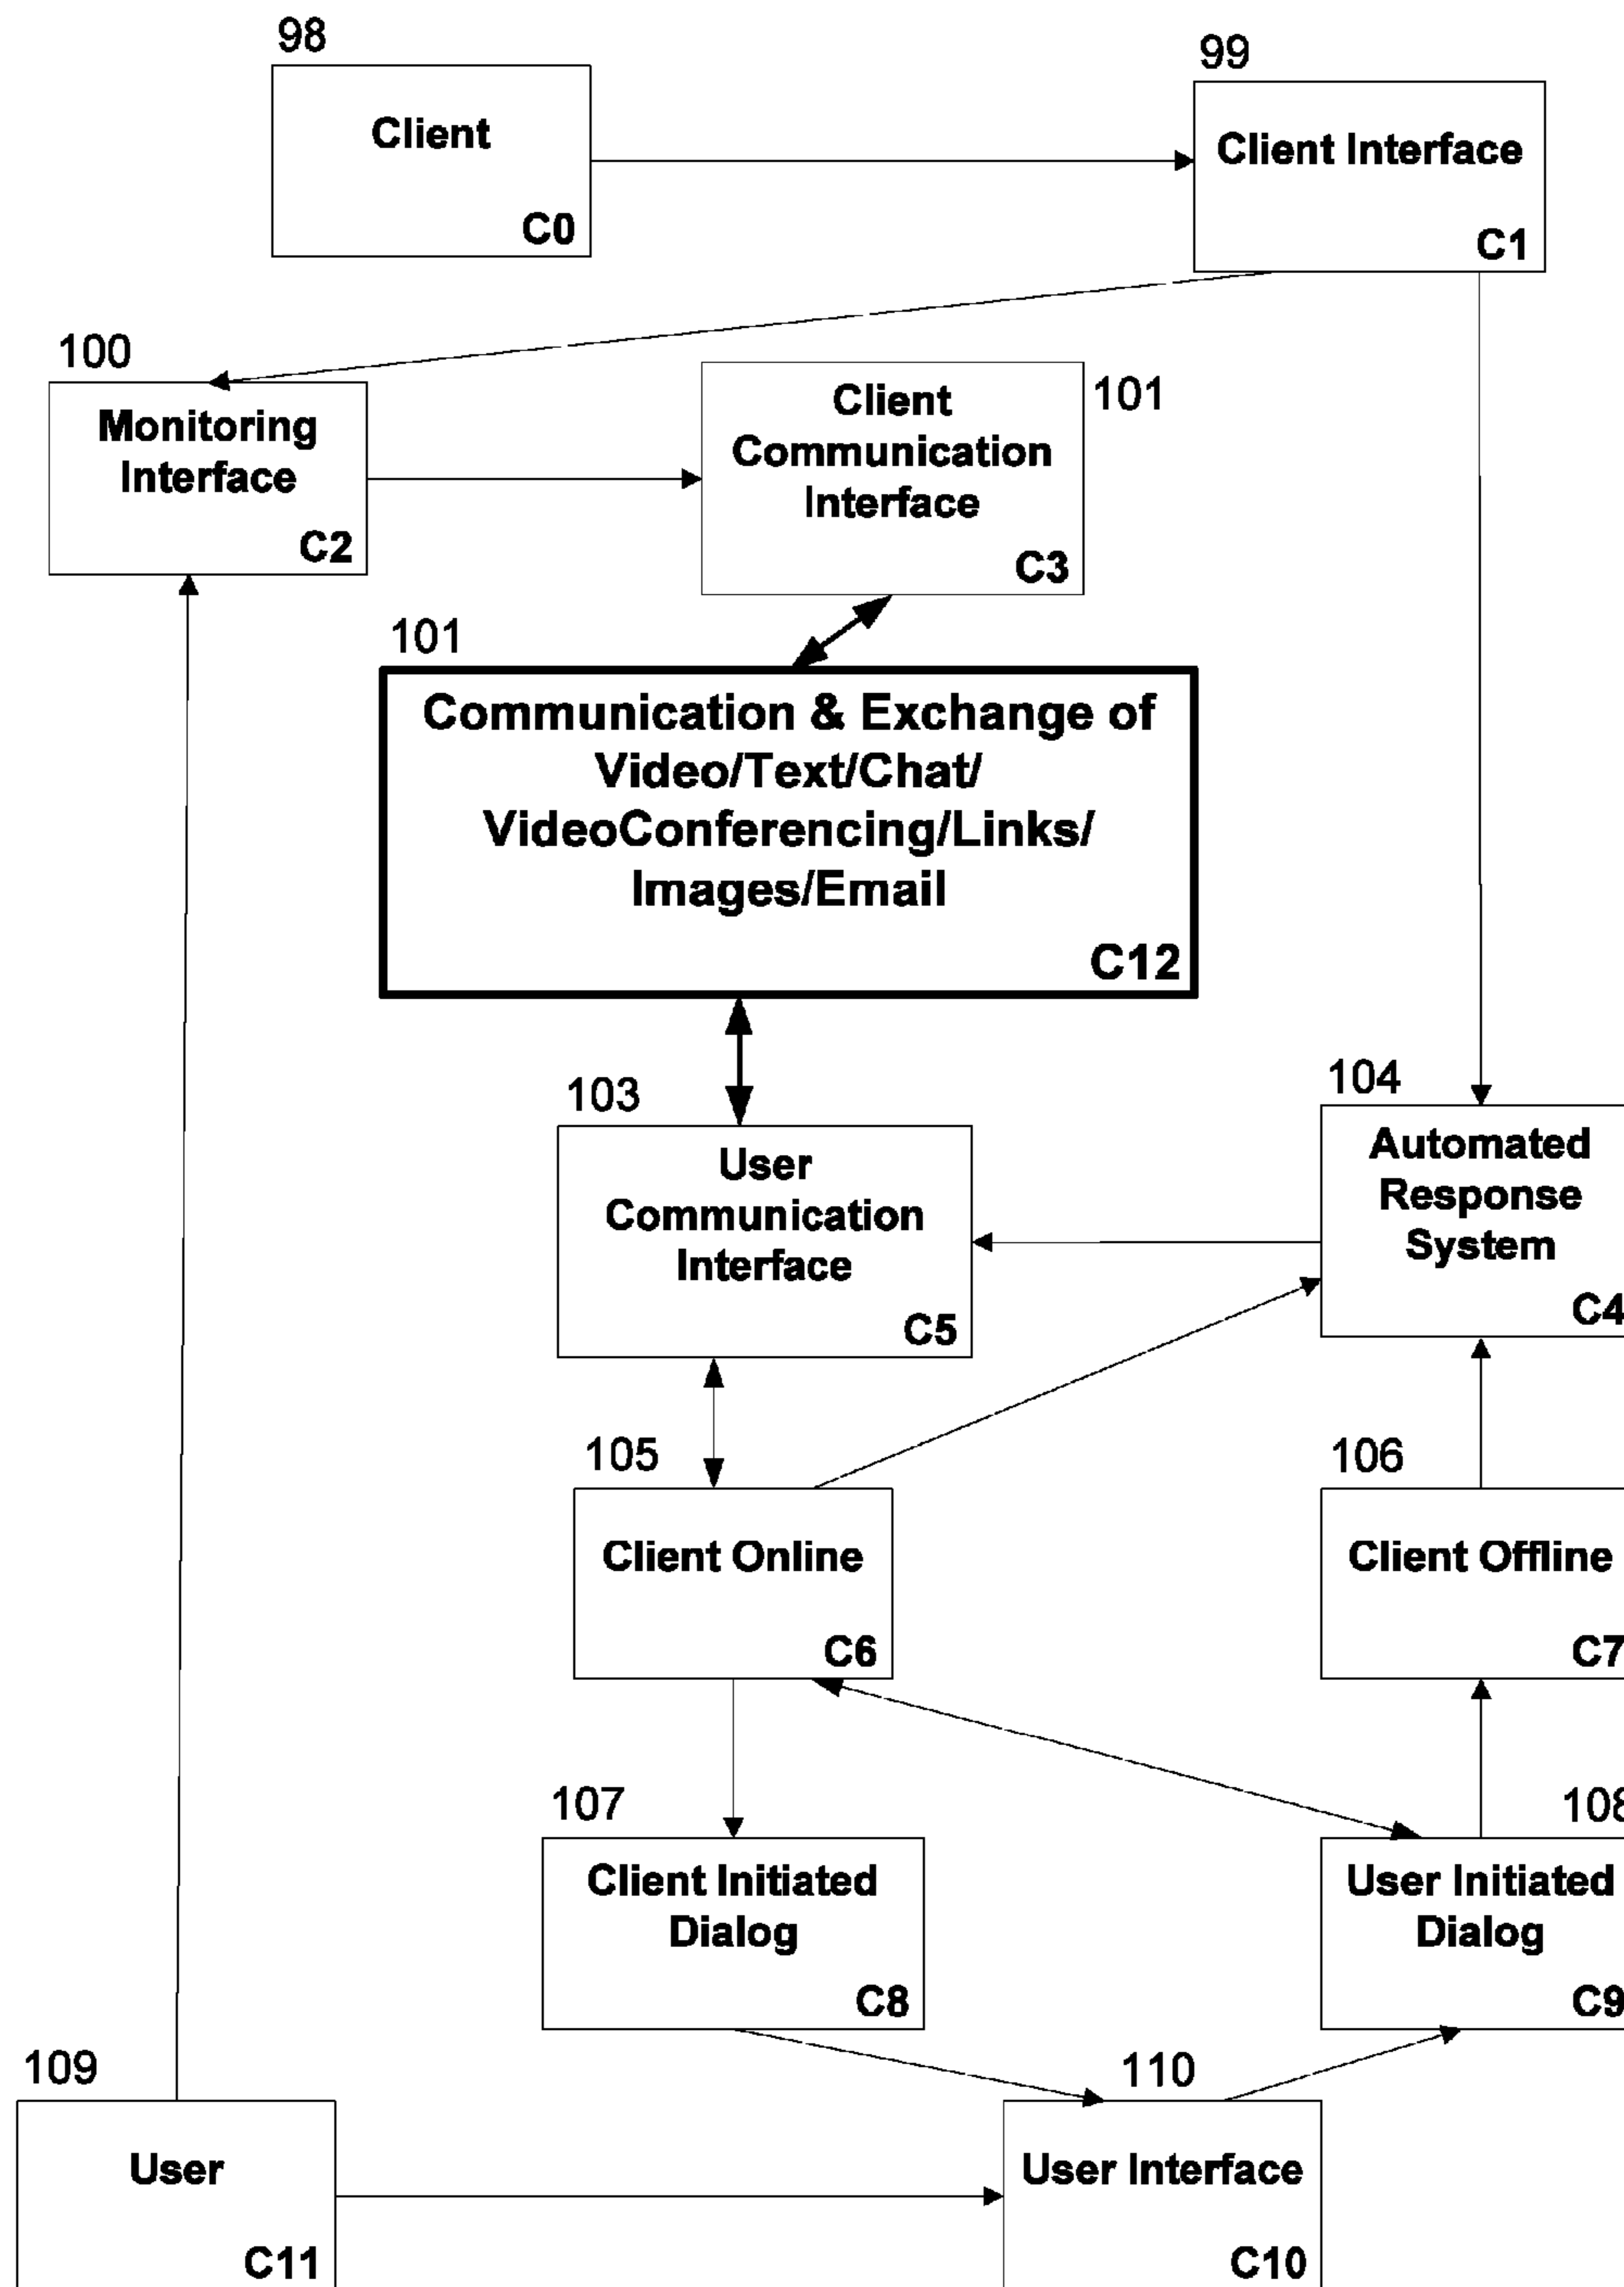 98
Client
C0
99
Client Interface
C1
100
Monitoring
Interface
C2
Client
Communication
Interface
C3
101
101
Communication & Exchange of
Video/Text/Chat/
VideoConferencing/Links/
Images/Email
C12
103
User
Communication
Interface
C5
104
Automated
Response
System
C4
105
Client Online
C6
106
Client Offline
C7
107
Client Initiated
Dialog
C8
108
User Initiated
Dialog
C9
109
User
C11
110
User Interface
C10